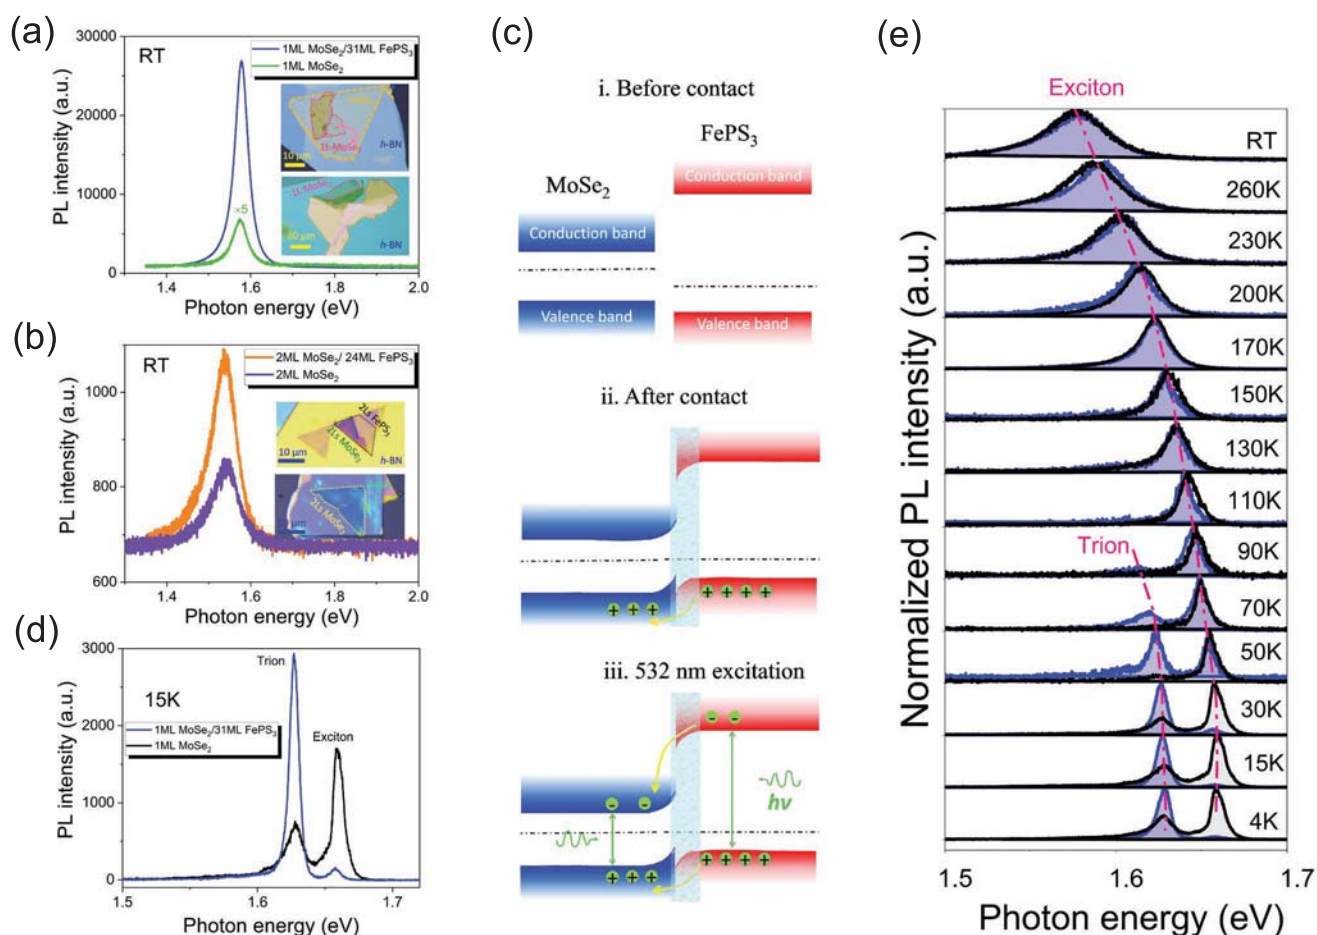 (a)
RT
1ML MoSe₂/31ML FePS₃
1ML MoSe₂
×5
1L-MoSe₂
10 μm
h-BN
1L MoSe₂
h-BN
PL intensity (a.u.)
30000
20000
10000
0
1.4
1.6
1.8
2.0
Photon energy (eV)
(b)
RT
2ML MoSe₂/ 24ML FePS₃
2ML MoSe₂
2Ls FePS₃
2Ls MoSe₂
10 μm
h-BN
2Ls MoSe₂
μm
PL intensity (a.u.)
1000
800
600
1.4
1.6
1.8
2.0
Photon energy (eV)
(d)
15K
Trion
Exciton
1ML MoSe₂/31ML FePS₃
1ML MoSe₂
PL intensity (a.u.)
3000
2000
1000
0
1.5
1.6
1.7
Photon energy (eV)
(c)
i. Before contact
FePS₃
MoSe₂
Conduction band
Conduction band
Valence band
Valence band
ii. After contact
+ + +
+ + + +
iii. 532 nm excitation
- -
- -
hν
+ + +
+ + + +
(e)
Exciton
RT
260K
230K
200K
170K
150K
130K
110K
Trion
90K
70K
50K
30K
15K
4K
Normalized PL intensity (a.u.)
1.5
1.6
1.7
Photon energy (eV)